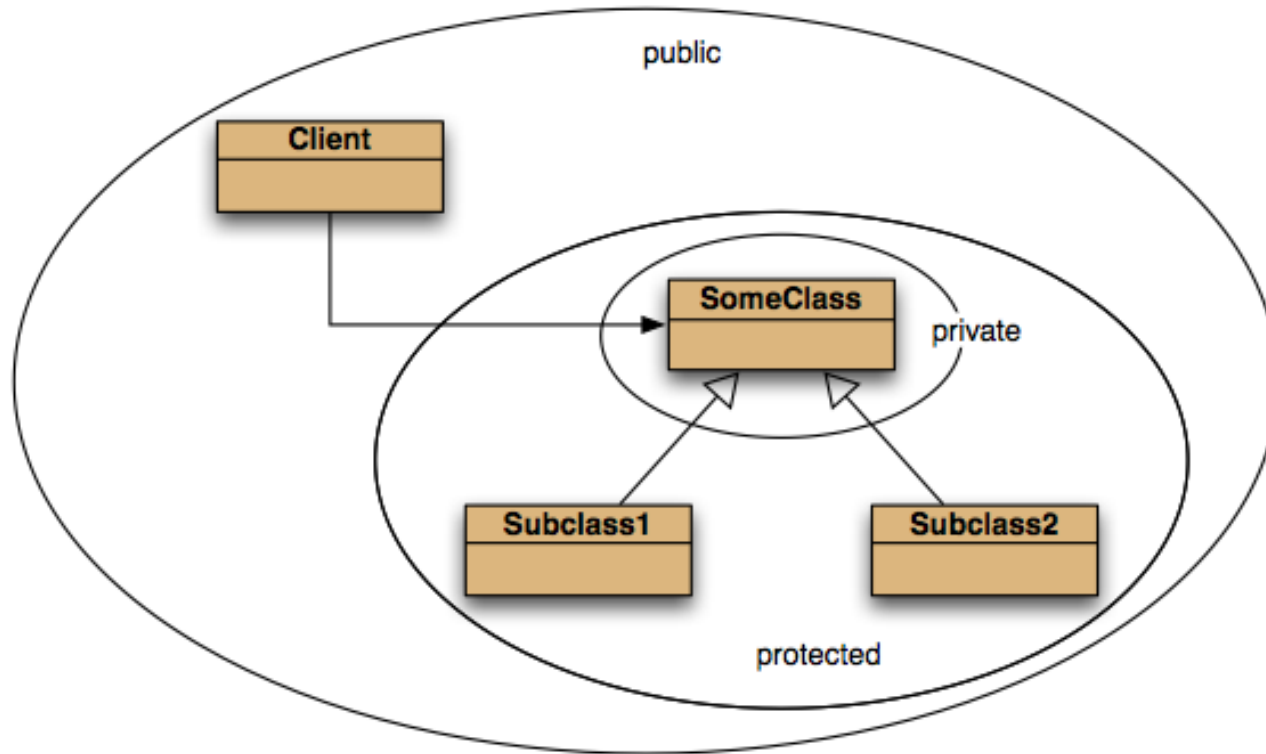 public
Client
SomeClass
private
Subclass1
Subclass2
protected